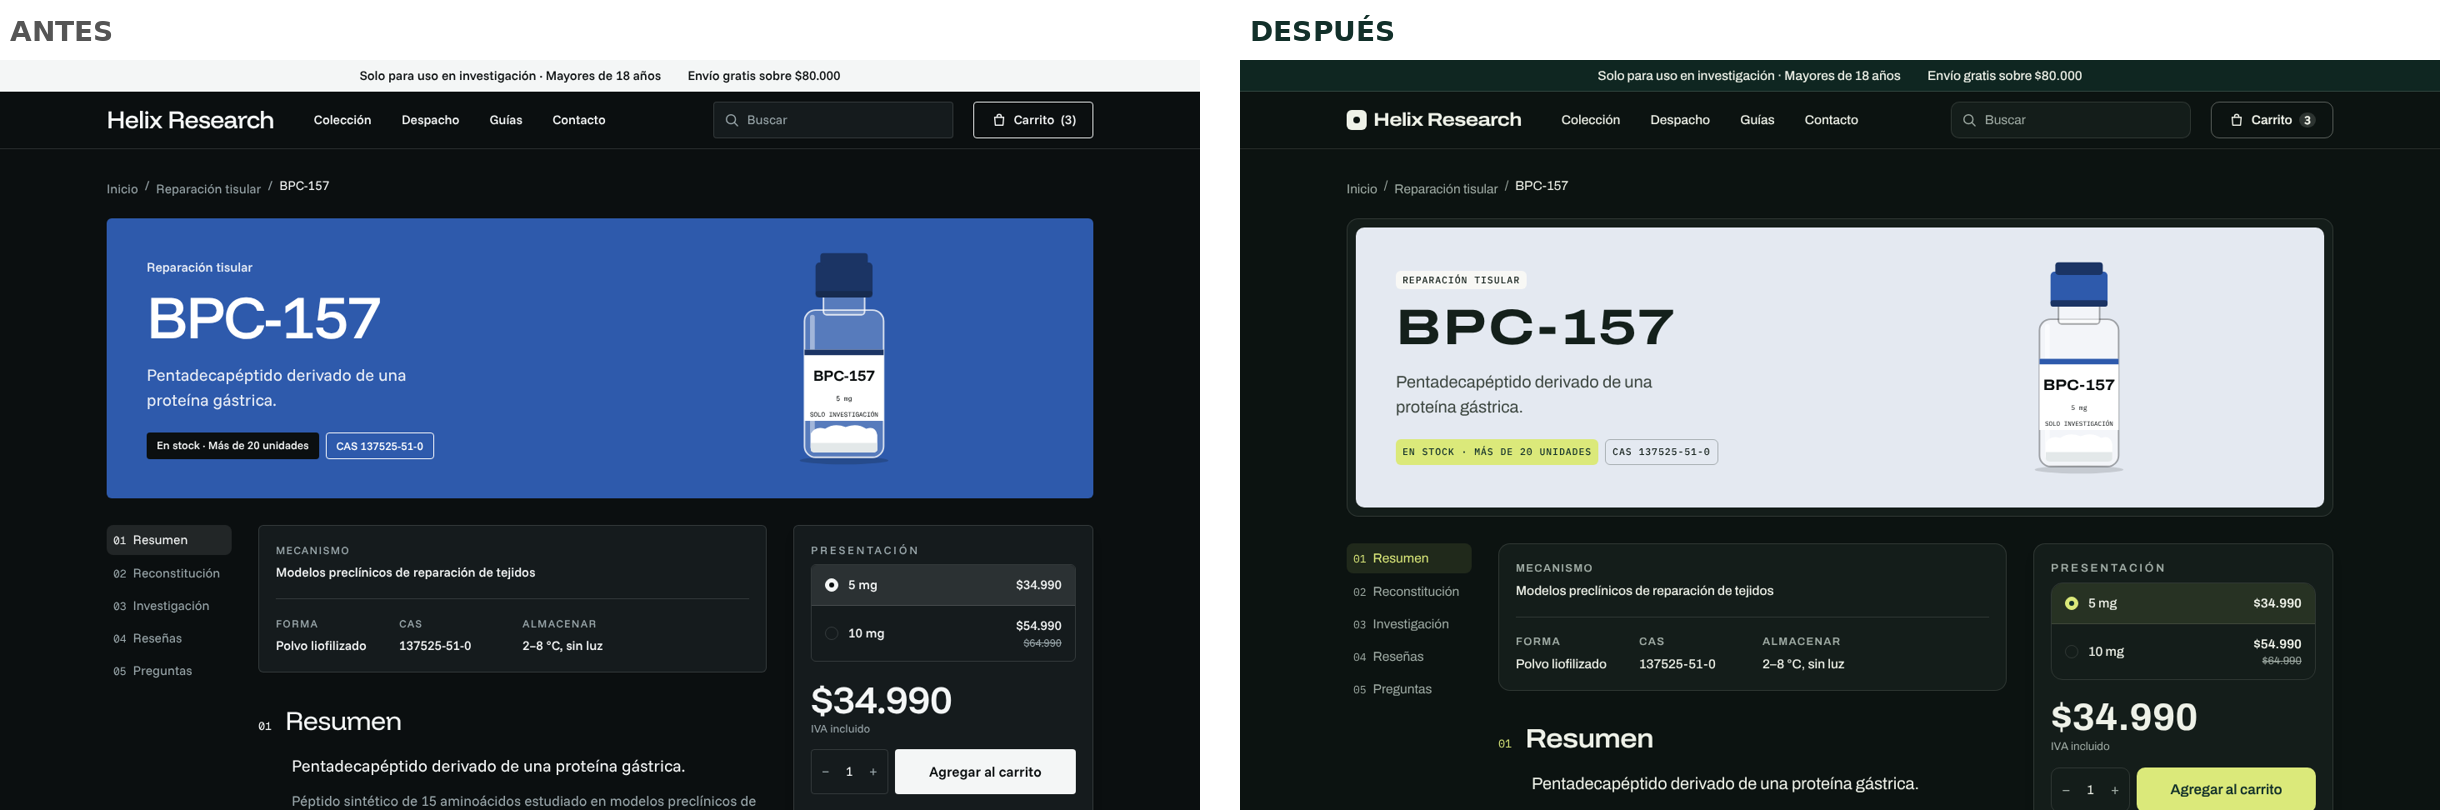 ANTES
Solo para uso en investigación · Mayores de 18 años Envío gratis sobre $80.000
Helix Research Colección Despacho Guías Contacto Buscar Carrito (3)
Inicio / Reparación tisular / BPC-157
Reparación tisular
BPC-157
Pentadecapéptido derivado de una
proteína gástrica.
En stock · Más de 20 unidades CAS 137525-51-0
BPC-157
5 mg
SOLO INVESTIGACIÓN
01 Resumen
02 Reconstitución
03 Investigación
04 Reseñas
05 Preguntas
MECANISMO
Modelos preclínicos de reparación de tejidos
FORMA CAS ALMACENAR
Polvo liofilizado 137525-51-0 2–8 °C, sin luz
01 Resumen
Pentadecapéptido derivado de una proteína gástrica.
Péptido sintético de 15 aminoácidos estudiado en modelos preclínicos de
PRESENTACIÓN
5 mg $34.990
10 mg $54.990
$64.990
$34.990
IVA incluido
− 1 + Agregar al carrito
DESPUÉS
Solo para uso en investigación · Mayores de 18 años Envío gratis sobre $80.000
Helix Research Colección Despacho Guías Contacto Buscar Carrito 3
Inicio / Reparación tisular / BPC-157
REPARACIÓN TISULAR
BPC-157
Pentadecapéptido derivado de una
proteína gástrica.
EN STOCK · MÁS DE 20 UNIDADES CAS 137525-51-0
BPC-157
5 mg
SOLO INVESTIGACIÓN
01 Resumen
02 Reconstitución
03 Investigación
04 Reseñas
05 Preguntas
MECANISMO
Modelos preclínicos de reparación de tejidos
FORMA CAS ALMACENAR
Polvo liofilizado 137525-51-0 2–8 °C, sin luz
01 Resumen
Pentadecapéptido derivado de una proteína gástrica.
PRESENTACIÓN
5 mg $34.990
10 mg $54.990
$64.990
$34.990
IVA incluido
− 1 + Agregar al carrito